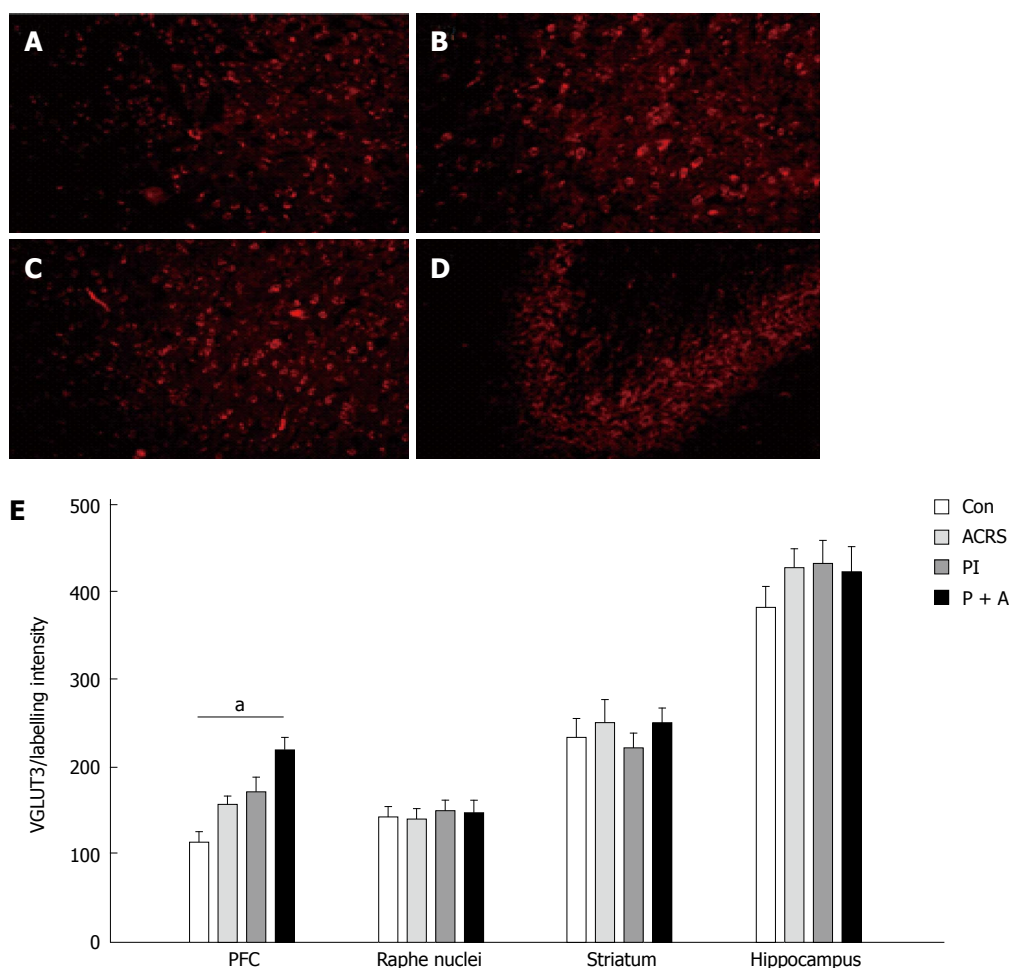 A
B
C
D
E
500
400
300
200
100
0
VGLUT3/labelling intensity
a
Con
ACRS
PI
P + A
PFC
Raphe nuclei
Striatum
Hippocampus